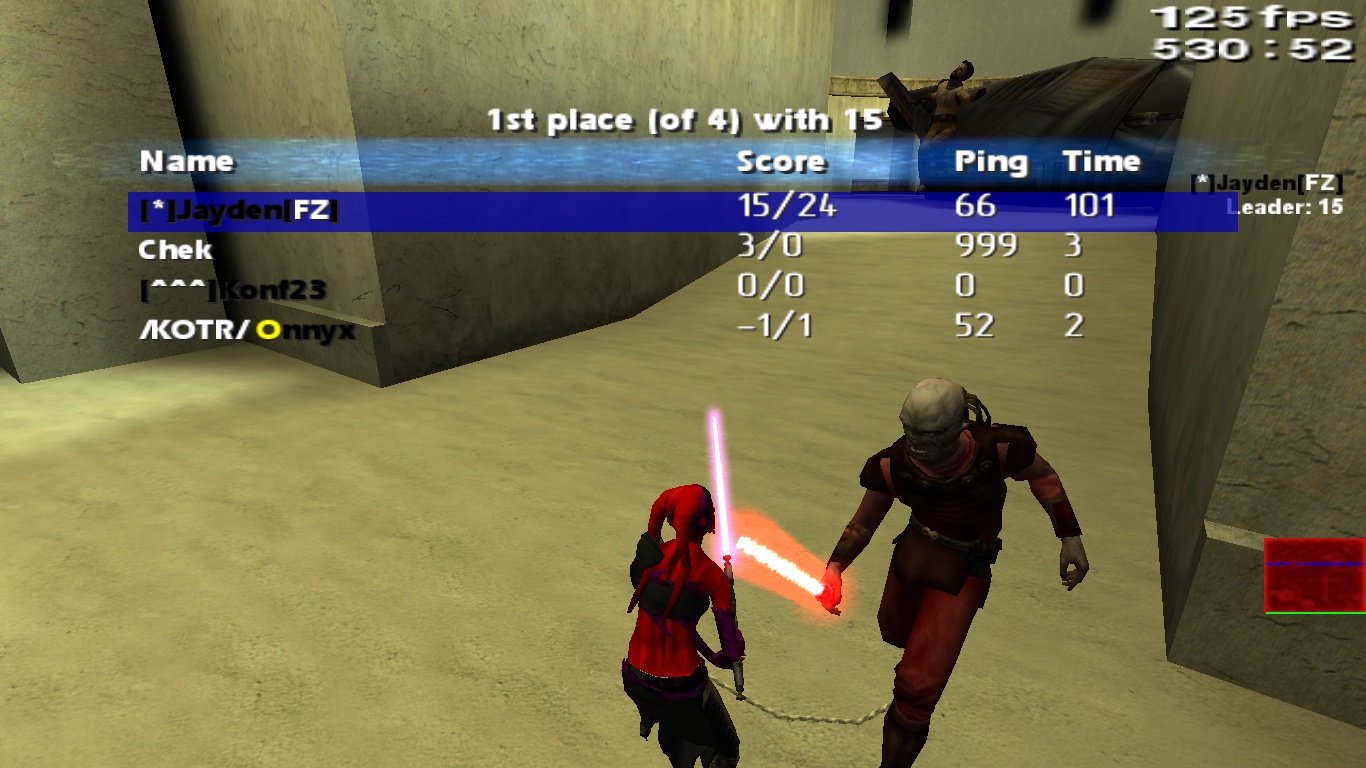 125 fps
530 : 52
1st place (of 4) with 15
Name Score Ping Time
[*]Jayden[FZ] 15/24 66 101
[*]Jayden[FZ]
Leader: 15
Chek 3/0 999 3
[^^^]Konf23 0/0 0 0
/KOTR/ Onnyx -1/1 52 2